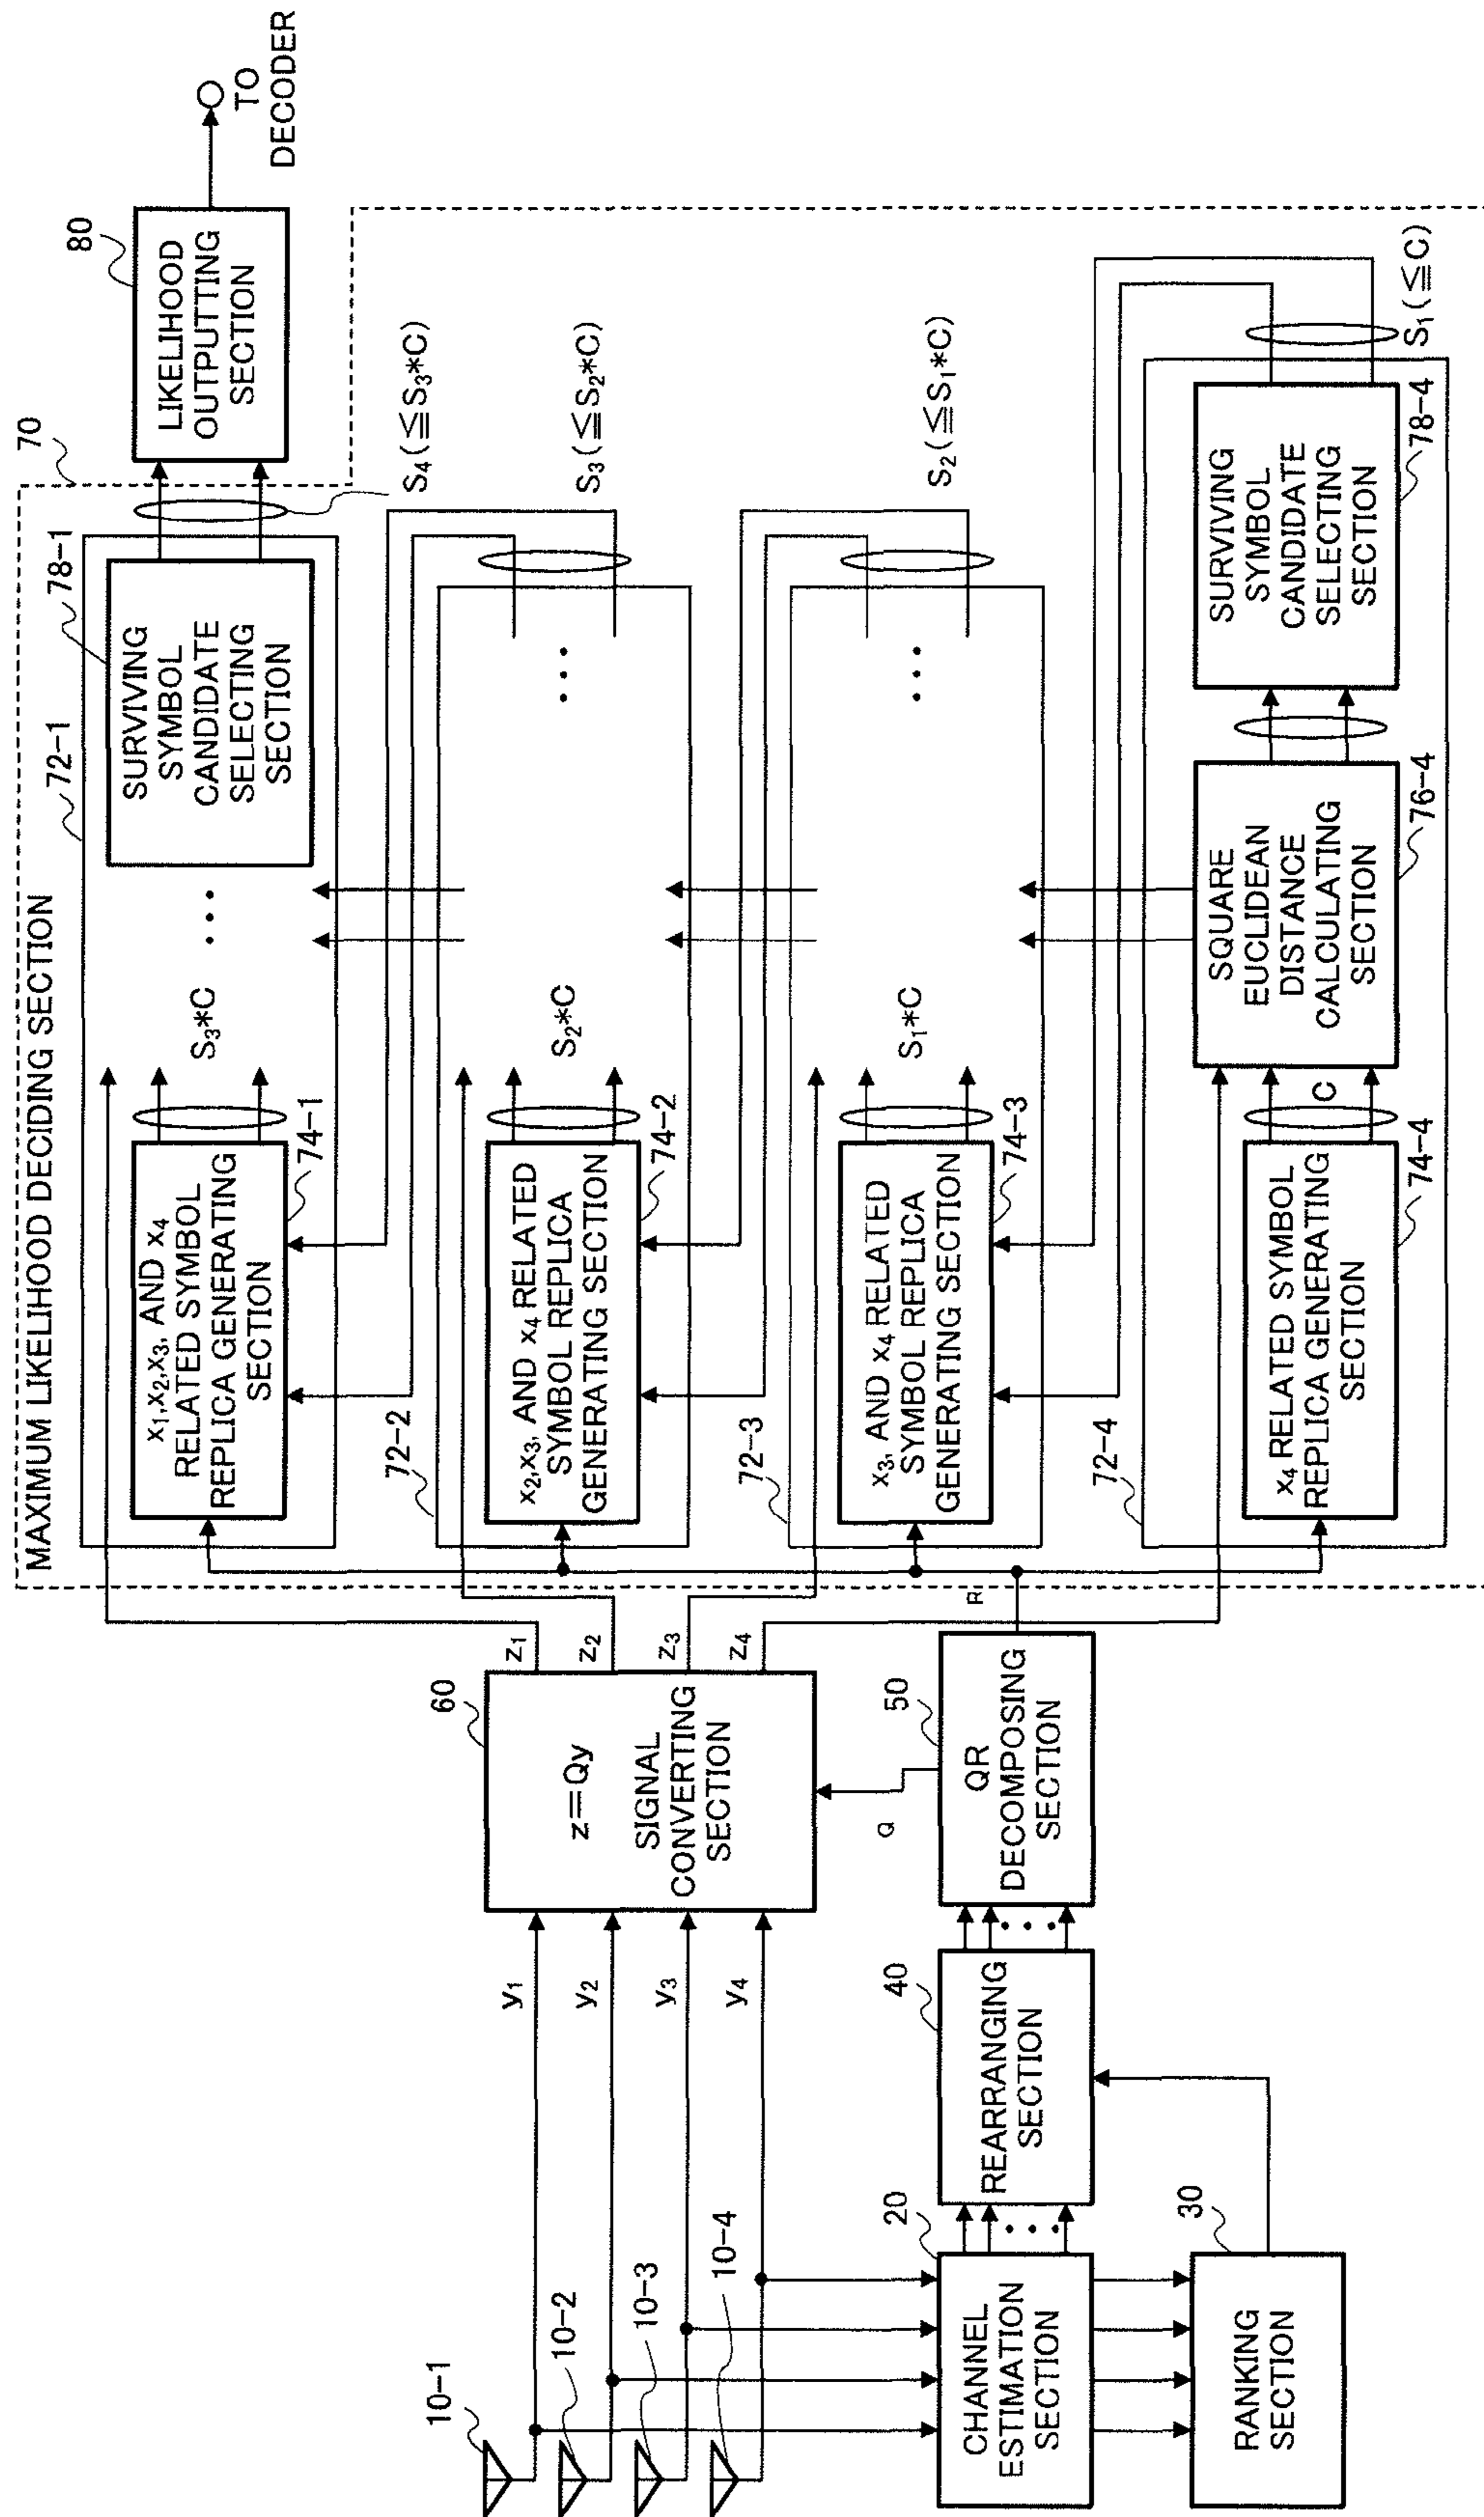 10-1
10-2
10-3
10-4
y1
y2
y3
y4
CHANNEL
ESTIMATION
SECTION
20
RANKING
SECTION
30
REARRANGING
SECTION
40
QR
DECOMPOSING
SECTION
50
Q
R
z=Qy
SIGNAL
CONVERTING
SECTION
60
z1
z2
z3
z4
MAXIMUM LIKELIHOOD DECIDING SECTION
70
72-1
x1,x2,x3, AND x4
RELATED SYMBOL
REPLICA GENERATING
SECTION
74-1
S3*C
...
SURVIVING
SYMBOL
CANDIDATE
SELECTING
SECTION
78-1
S4(≦S3*C)
LIKELIHOOD
OUTPUTTING
SECTION
80
TO
DECODER
72-2
x2,x3, AND x4 RELATED
SYMBOL REPLICA
GENERATING SECTION
74-2
S2*C
...
S3(≦S2*C)
72-3
x3, AND x4 RELATED
SYMBOL REPLICA
GENERATING SECTION
74-3
S1*C
...
S2(≦S1*C)
72-4
x4 RELATED SYMBOL
REPLICA GENERATING
SECTION
74-4
C
SQUARE
EUCLIDEAN
DISTANCE
CALCULATING
SECTION
76-4
SURVIVING
SYMBOL
CANDIDATE
SELECTING
SECTION
78-4
S1(≦C)